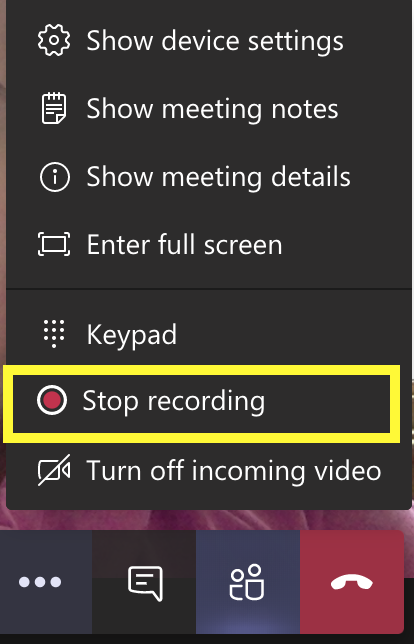 Show device settings
Show meeting notes
Show meeting details
Enter full screen
Keypad
Stop recording
Turn off incoming video